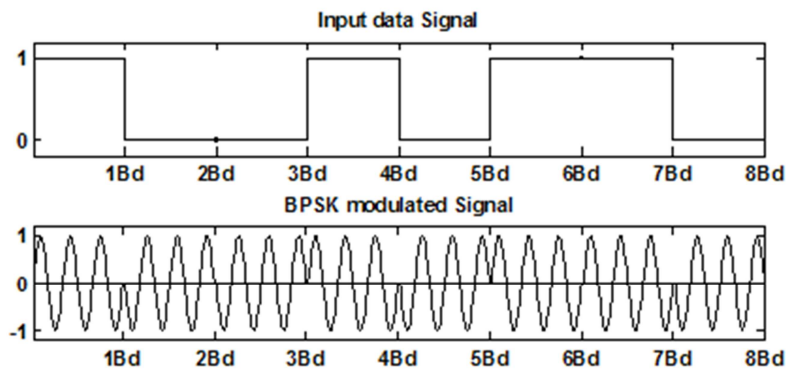 Input data Signal
1
0
1Bd 2Bd 3Bd 4Bd 5Bd 6Bd 7Bd 8Bd
BPSK modulated Signal
1
0
-1
1Bd 2Bd 3Bd 4Bd 5Bd 6Bd 7Bd 8Bd